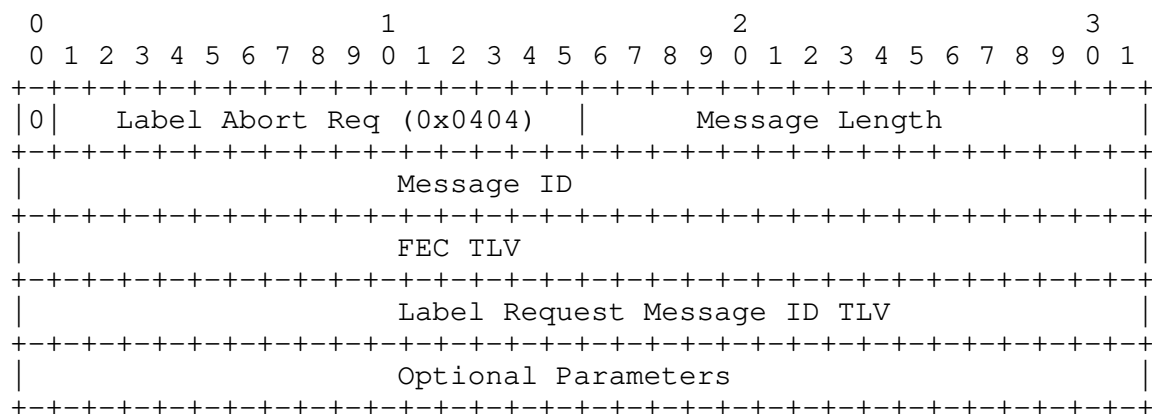 0                   1                   2                   3
 0 1 2 3 4 5 6 7 8 9 0 1 2 3 4 5 6 7 8 9 0 1 2 3 4 5 6 7 8 9 0 1
+-+-+-+-+-+-+-+-+-+-+-+-+-+-+-+-+-+-+-+-+-+-+-+-+-+-+-+-+-+-+-+-+
|0|   Label Abort Req (0x0404)  |      Message Length           |
+-+-+-+-+-+-+-+-+-+-+-+-+-+-+-+-+-+-+-+-+-+-+-+-+-+-+-+-+-+-+-+-+
|                     Message ID                                |
+-+-+-+-+-+-+-+-+-+-+-+-+-+-+-+-+-+-+-+-+-+-+-+-+-+-+-+-+-+-+-+-+
|                     FEC TLV                                   |
+-+-+-+-+-+-+-+-+-+-+-+-+-+-+-+-+-+-+-+-+-+-+-+-+-+-+-+-+-+-+-+-+
|                     Label Request Message ID TLV              |
+-+-+-+-+-+-+-+-+-+-+-+-+-+-+-+-+-+-+-+-+-+-+-+-+-+-+-+-+-+-+-+-+
|                     Optional Parameters                       |
+-+-+-+-+-+-+-+-+-+-+-+-+-+-+-+-+-+-+-+-+-+-+-+-+-+-+-+-+-+-+-+-+